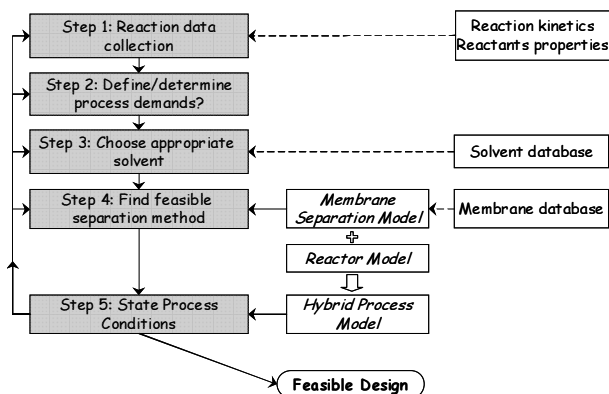 Step 1: Reaction data
collection
Reaction kinetics
Reactants properties
Step 2: Define/determine
process demands?
Step 3: Choose appropriate
solvent
Solvent database
Step 4: Find feasible
separation method
Membrane
Separation Model
Membrane database
+
Reactor Model
Step 5: State Process
Conditions
Hybrid Process
Model
Feasible Design